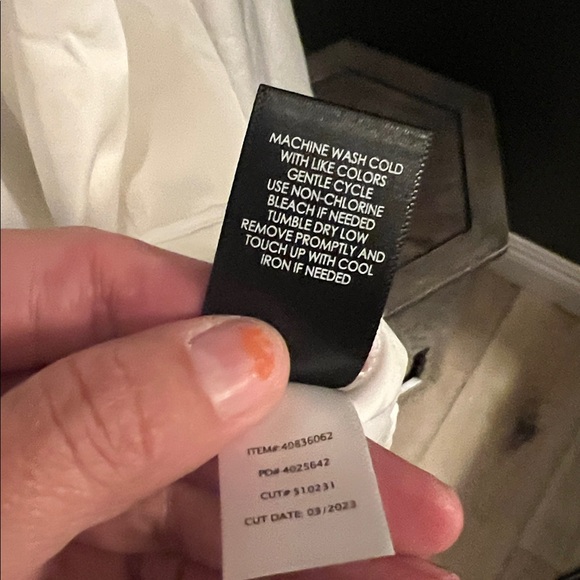 MACHINE WASH COLD
WITH LIKE COLORS
GENTLE CYCLE
USE NON-CHLORINE
BLEACH IF NEEDED
TUMBLE DRY LOW
REMOVE PROMPTLY AND
TOUCH UP WITH COOL
IRON IF NEEDED
ITEM#:40836062
PD# 4025642
CUT# 510231
CUT DATE: 03/2023